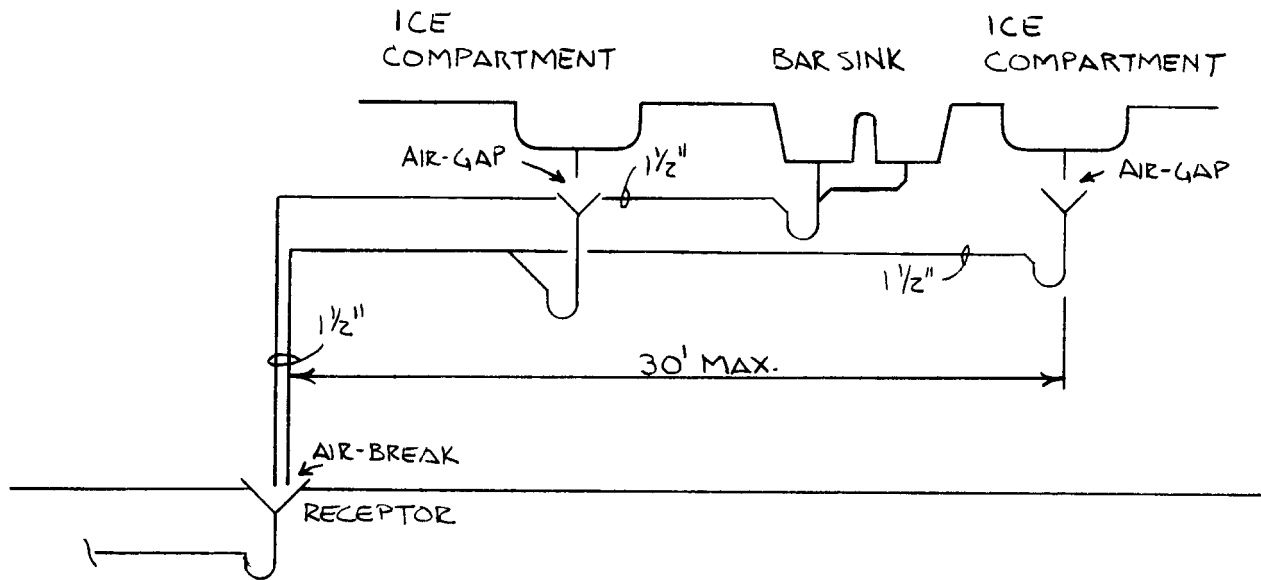 ICE
COMPARTMENT
BAR SINK
ICE
COMPARTMENT
AIR-GAP
1½"
AIR-GAP
1½"
1½"
30' MAX.
AIR-BREAK
RECEPTOR